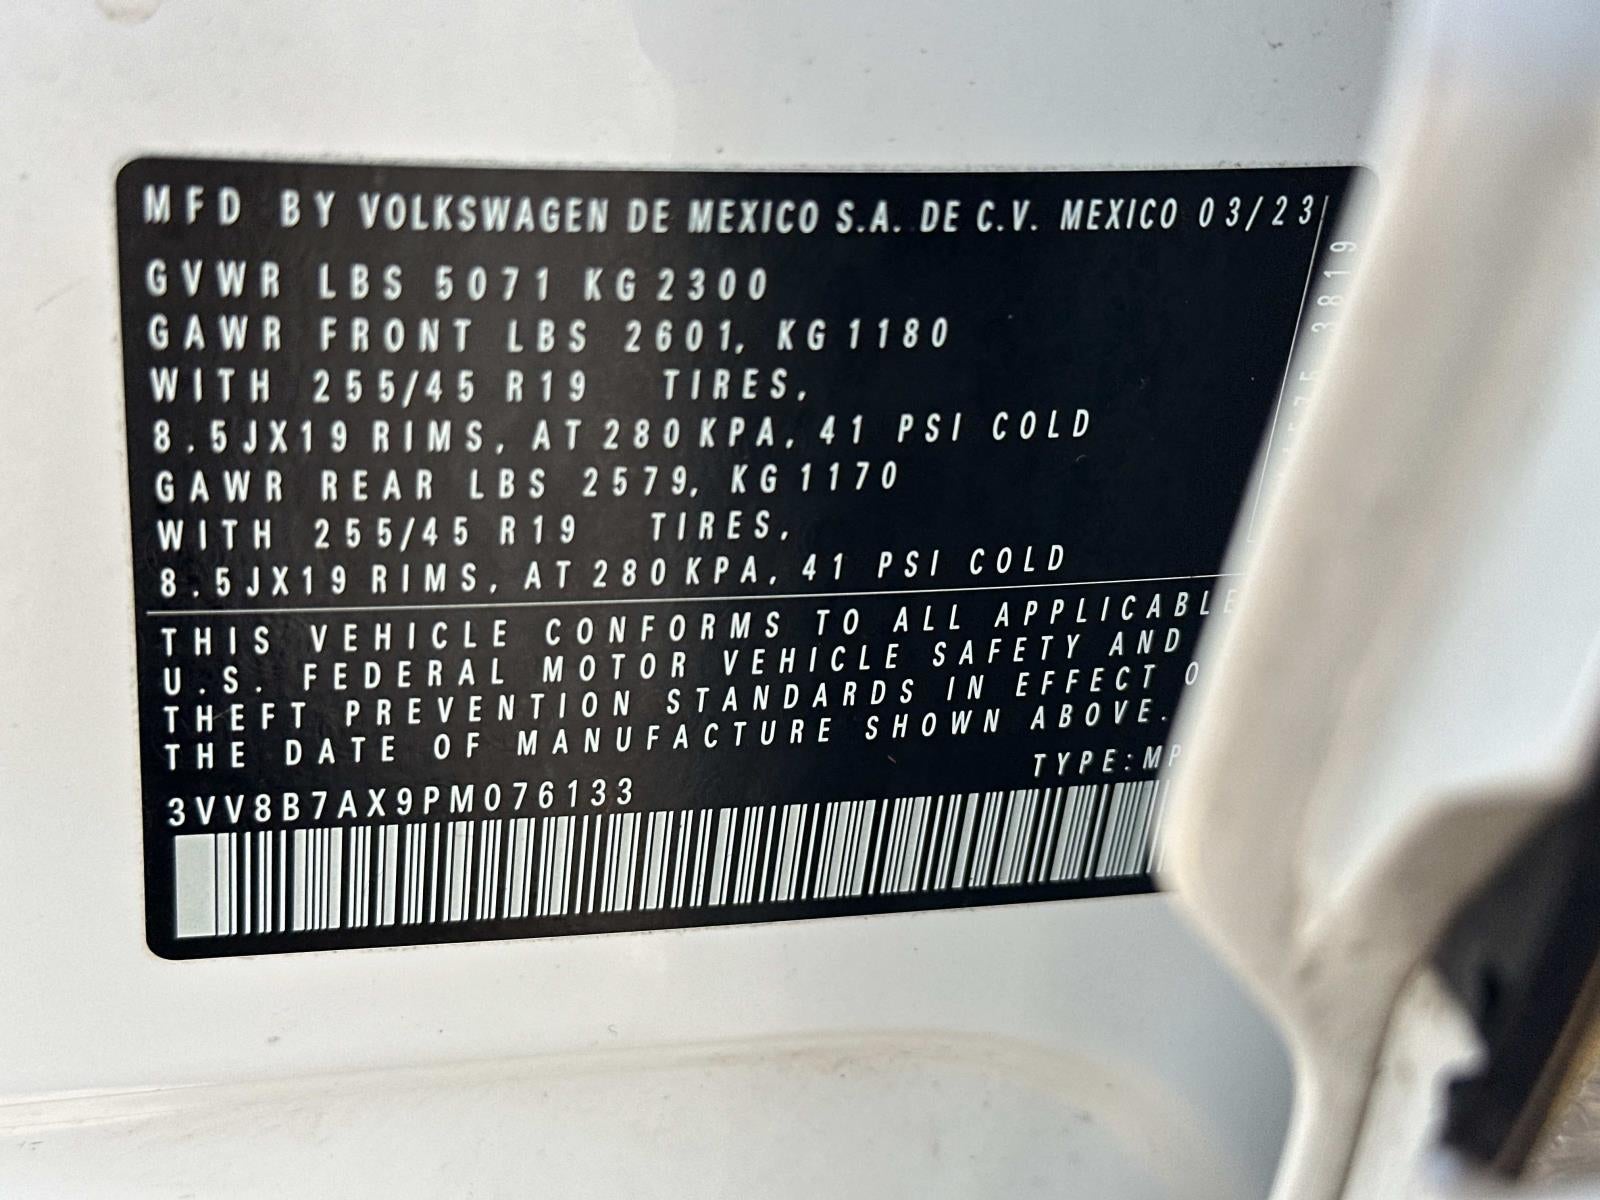 MFD BY VOLKSWAGEN DE MEXICO S.A. DE C.V. MEXICO 03/23
GVWR LBS 5071 KG 2300
GAWR FRONT LBS 2601, KG 1180
WITH 255/45 R19 TIRES,
8.5JX19 RIMS, AT 280 KPA, 41 PSI COLD
GAWR REAR LBS 2579, KG 1170
WITH 255/45 R19 TIRES,
8.5JX19 RIMS, AT 280 KPA, 41 PSI COLD
THIS VEHICLE CONFORMS TO ALL APPLICABLE
U.S. FEDERAL MOTOR VEHICLE SAFETY AND
THEFT PREVENTION STANDARDS IN EFFECT
THE DATE OF MANUFACTURE SHOWN ABOVE.
TYPE:
3VV8B7AX9PM076133